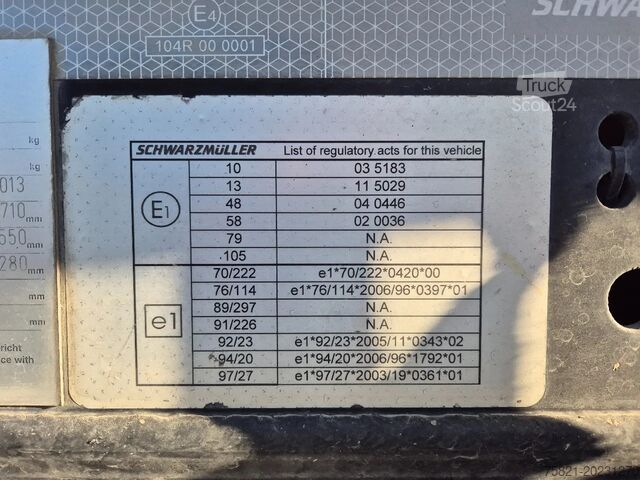 E4
104R 00 0001
SCHWARZ
Truck
Scout24
kg
kg
013
710 mm
550 mm
280 mm
ericht
nce with
SCHWARZMÜLLER List of regulatory acts for this vehicle
E1
10 03 5183
13 11 5029
48 04 0446
58 02 0036
79 N.A.
105 N.A.
e1
70/222 e1*70/222*0420*00
76/114 e1*76/114*2006/96*0397*01
89/297 N.A.
91/226 N.A.
92/23 e1*92/23*2005/11*0343*02
94/20 e1*94/20*2006/96*1792*01
97/27 e1*97/27*2003/19*0361*01